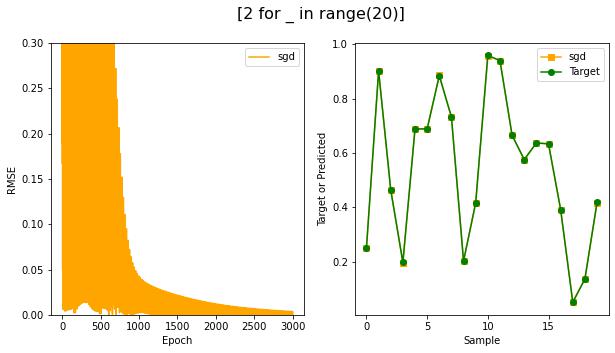 [2 for _ in range(20)]
0.30
0.25
0.20
0.15
0.10
0.05
0.00
RMSE
0 500 1000 1500 2000 2500 3000
Epoch
sgd
1.0
0.8
0.6
0.4
0.2
Target or Predicted
0 5 10 15
Sample
sgd
Target